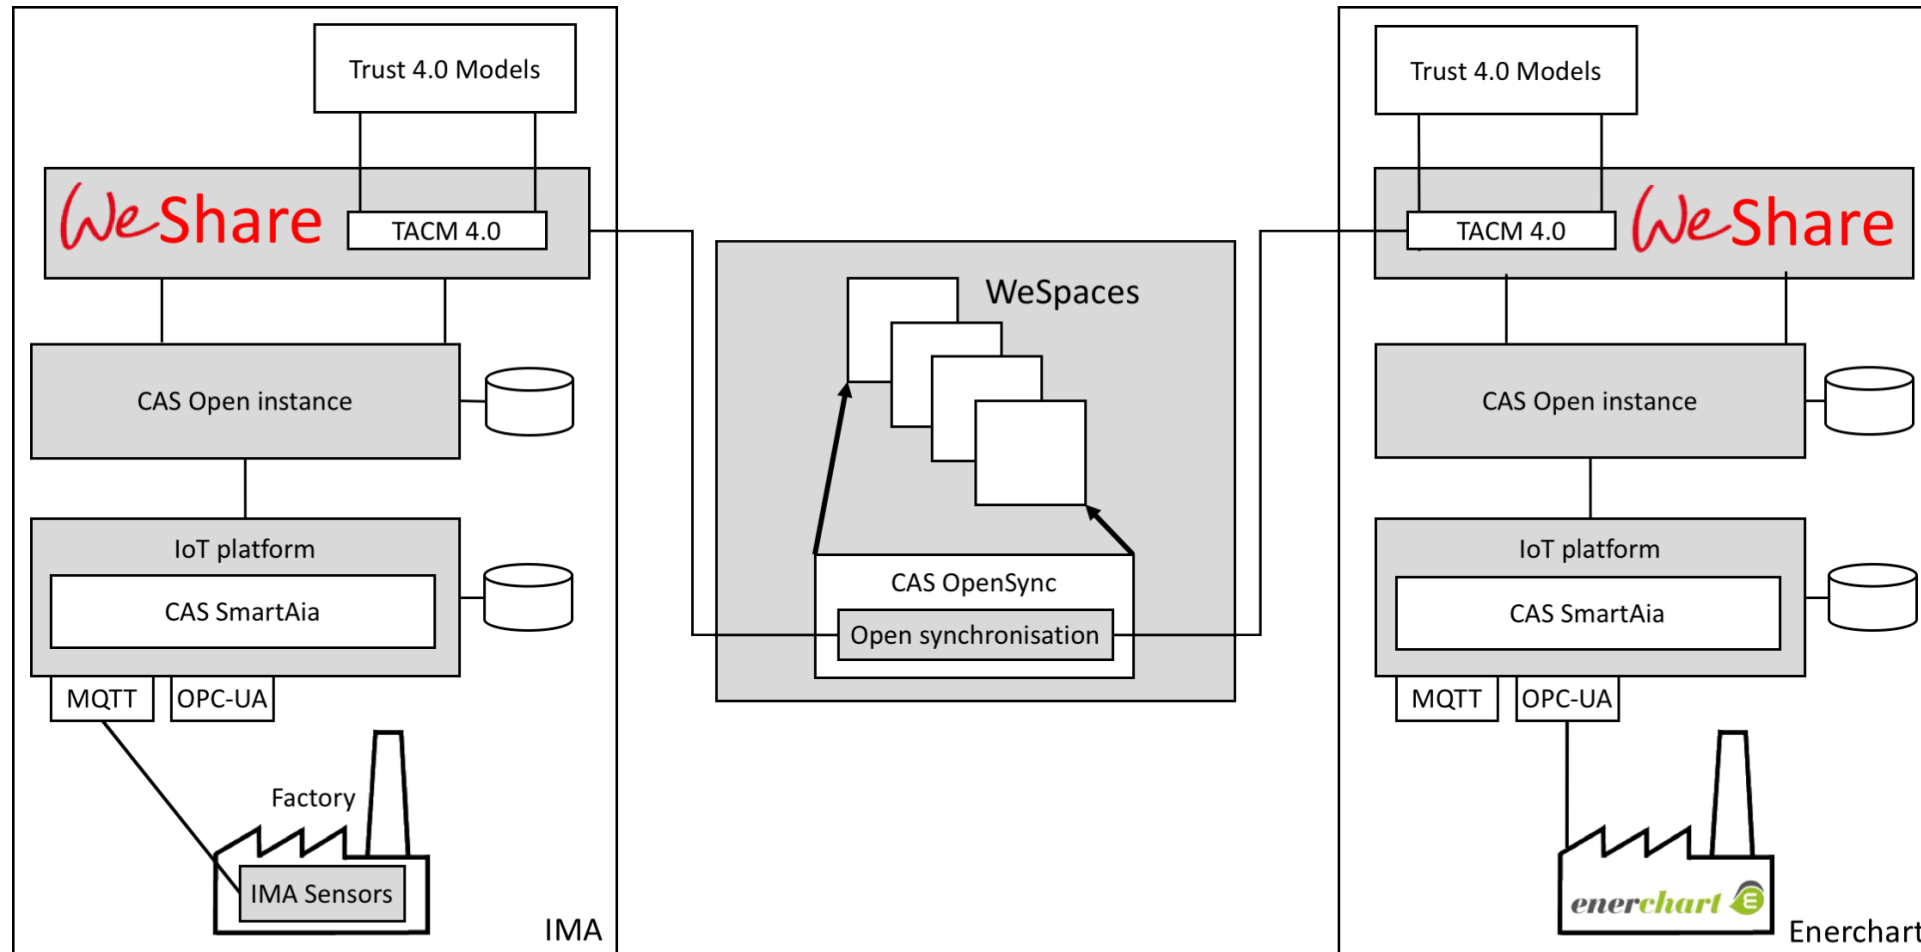 Trust 4.0 Models
WeShare
TACM 4.0
CAS Open instance
IoT platform
CAS SmartAia
MQTT
OPC-UA
Factory
IMA Sensors
IMA
WeSpaces
CAS OpenSync
Open synchronisation
Trust 4.0 Models
TACM 4.0
WeShare
CAS Open instance
IoT platform
CAS SmartAia
MQTT
OPC-UA
enerchart
Enerchart